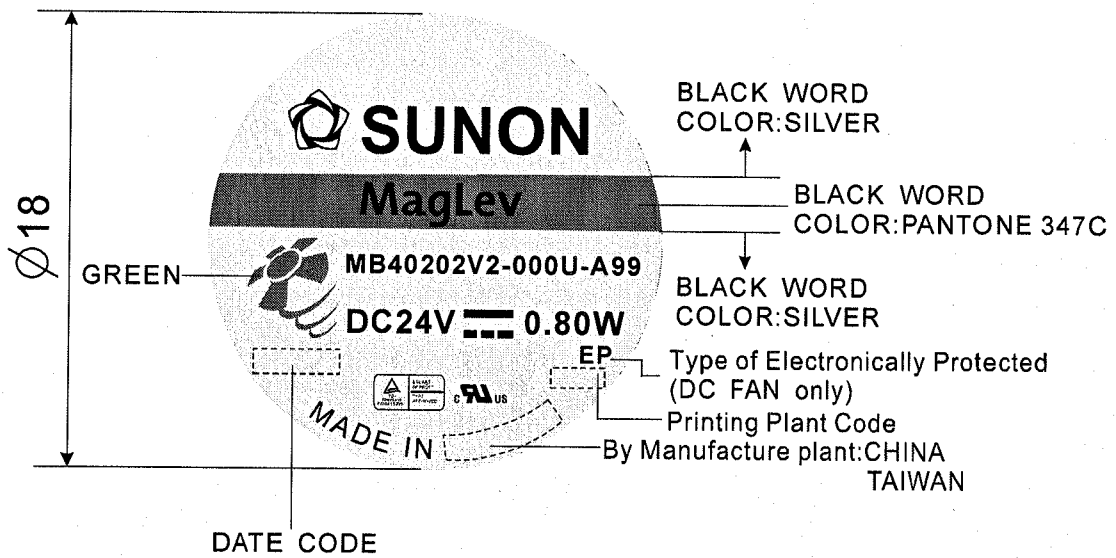 BLACK WORD
COLOR:SILVER
SUNON
MagLev
BLACK WORD
COLOR:PANTONE 347C
Ø18
GREEN
MB40202V2-000U-A99
BLACK WORD
COLOR:SILVER
DC24V 0.80W
EP
Type of Electronically Protected
(DC FAN only)
c RU US
Printing Plant Code
MADE IN
By Manufacture plant:CHINA
TAIWAN
DATE CODE